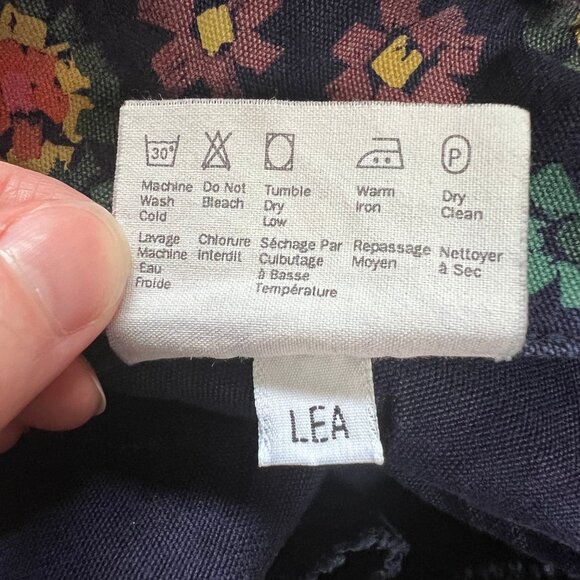 30°
P
Machine
Wash
Cold
Do Not
Bleach
Tumble
Dry
Low
Warm
Iron
Dry
Clean
Lavage
Machine
Eau
Froide
Chlorure
Interdit
Séchage Par
Culbutage
à Basse
Température
Repassage
Moyen
Nettoyer
à Sec
LEA